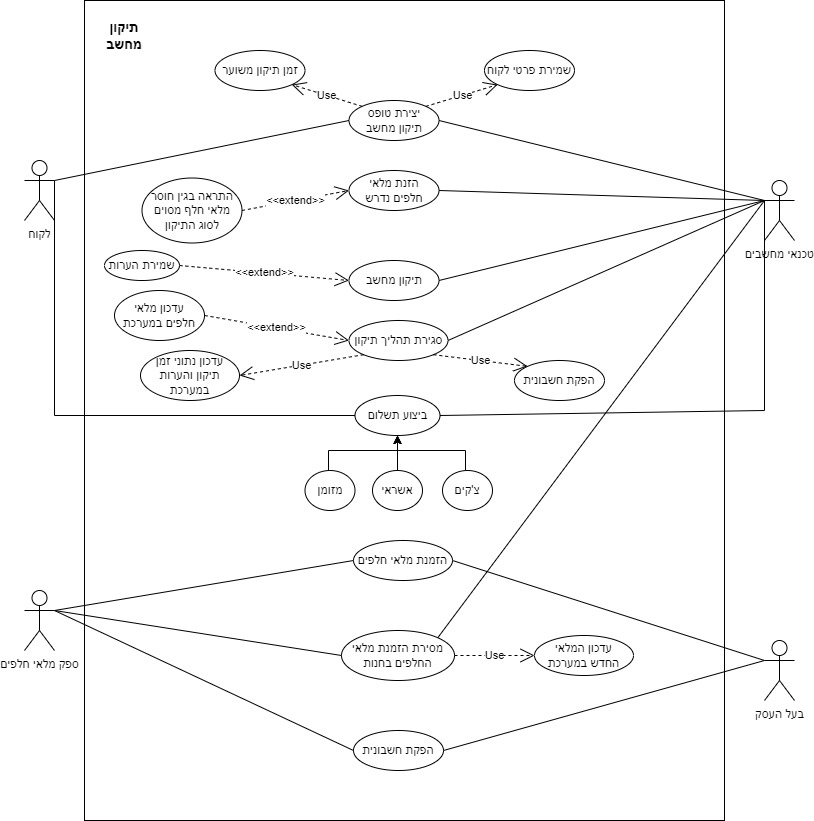 תיקון
מחשב
שמירת פרטי לקוח
זמן תיקון משוער
Use
Use
יצירת טופס
תיקון מחשב
לקוח
טכנאי מחשבים
הזנת מלאי
חלפים נדרש
<<extend>>
התראה בגין חוסר
מלאי חלף מסוים
לסוג התיקון
תיקון מחשב
<<extend>>
שמירת הערות
סגירת תהליך תיקון
<<extend>>
עדכון מלאי
חלפים במערכת
Use
Use
עדכון נתוני זמן
תיקון והערות
במערכת
הפקת חשבונית
ביצוע תשלום
צ'קים
אשראי
מזומן
הזמנת מלאי חלפים
ספק מלאי חלפים
מסירת הזמנת מלאי
החלפים בחנות
Use
עדכון המלאי
החדש במערכת
בעל העסק
הפקת חשבונית